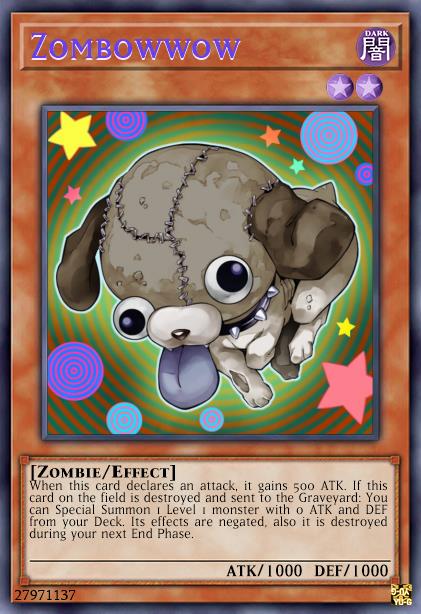 Zombowwow
DARK
闇
[Zombie/Effect]
When this card declares an attack, it gains 500 ATK. If this
card on the field is destroyed and sent to the Graveyard: You
can Special Summon 1 Level 1 monster with 0 ATK and DEF
from your Deck. Its effects are negated, also it is destroyed
during your next End Phase.
ATK/1000 DEF/1000
27971137